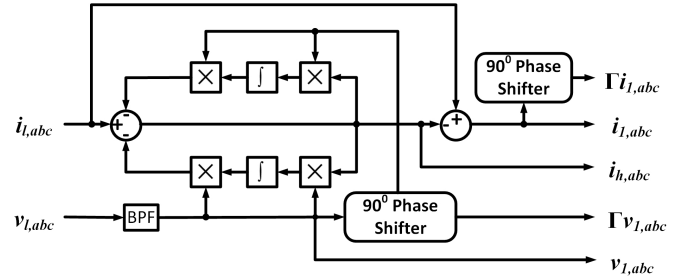 90⁰ Phase
Shifter
Γi1,abc
× ∫ ×
il,abc
+ - -
- +
i1,abc
× ∫ ×
ih,abc
vl,abc
BPF
90⁰ Phase
Shifter
Γv1,abc
v1,abc